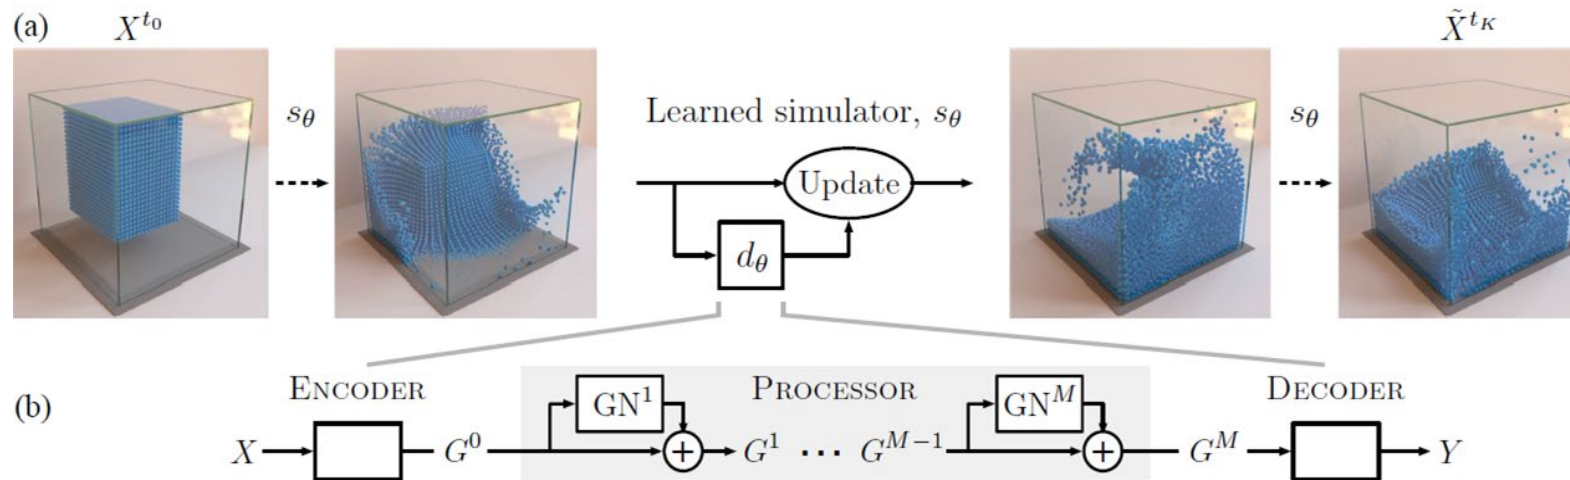 (a)
X^{t_0}
s_θ
Learned simulator, s_θ
Update
d_θ
s_θ
X̃^{t_K}
(b)
ENCODER
PROCESSOR
DECODER
GN^1
GN^M
X
G^0
+
G^1
···
G^{M-1}
+
G^M
Y